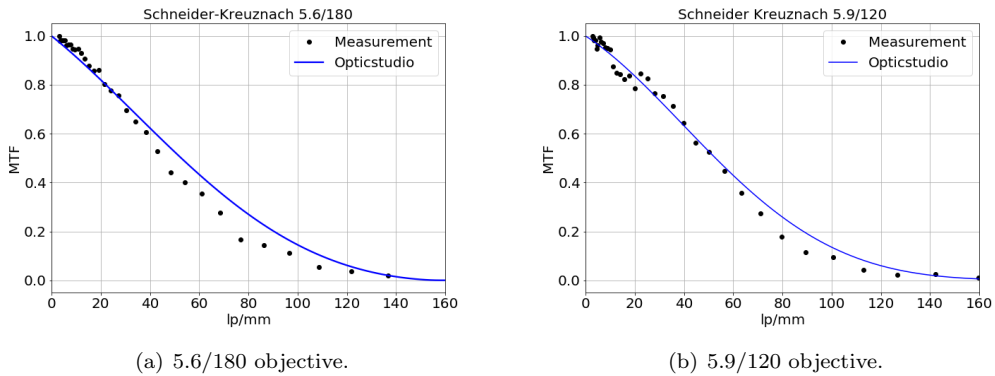 Schneider-Kreuznach 5.6/180
1.0
0.8
0.6
0.4
0.2
0.0
MTF
Measurement
Opticstudio
0 20 40 60 80 100 120 140 160
lp/mm
(a) 5.6/180 objective.
Schneider Kreuznach 5.9/120
1.0
0.8
0.6
0.4
0.2
0.0
MTF
Measurement
Opticstudio
0 20 40 60 80 100 120 140 160
lp/mm
(b) 5.9/120 objective.